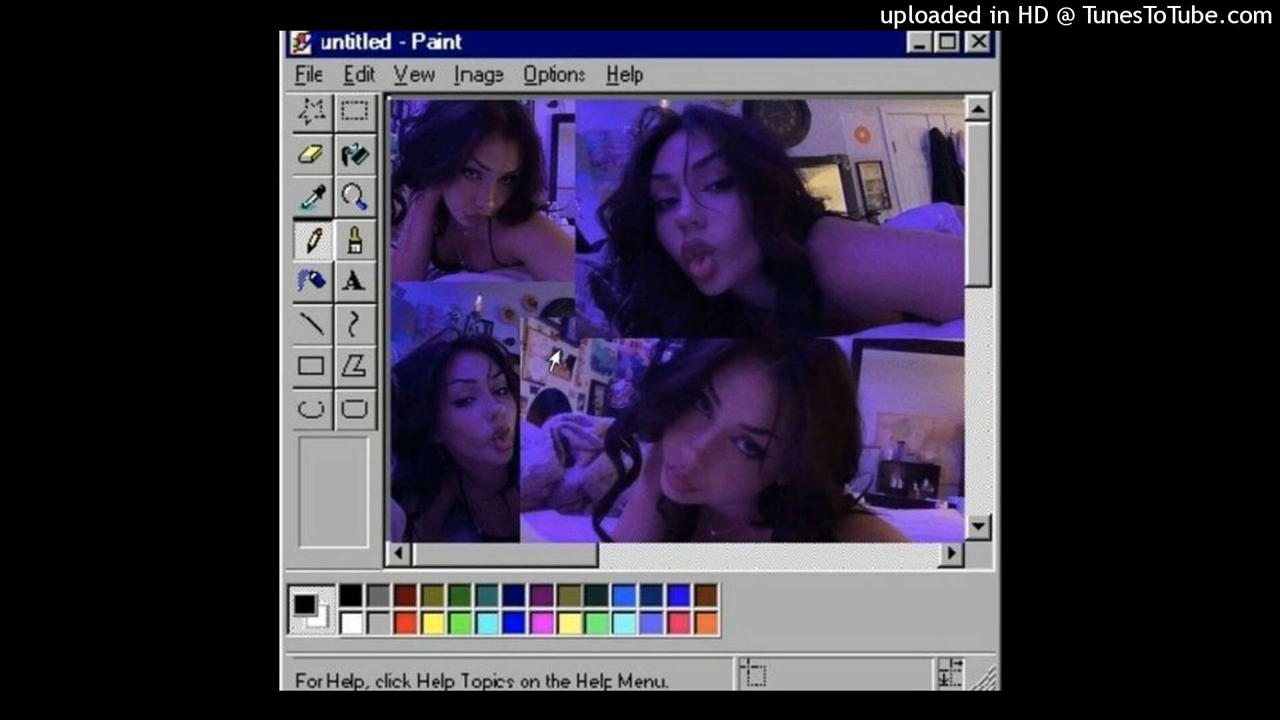 uploaded in HD @ TunesToTube.com
untitled - Paint
File Edit View Image Options Help
A
For Help, click Help Topics on the Help Menu.